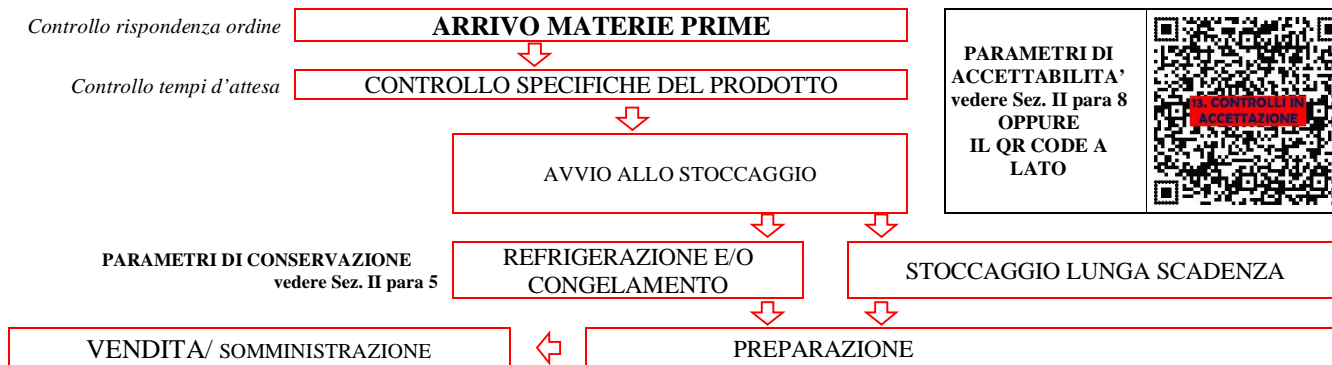 Controllo rispondenza ordine
ARRIVO MATERIE PRIME
Controllo tempi d'attesa
CONTROLLO SPECIFICHE DEL PRODOTTO
AVVIO ALLO STOCCAGGIO
PARAMETRI DI
ACCETTABILITA'
vedere Sez. II para 8
OPPURE
IL QR CODE A
LATO
13. CONTROLLI IN
ACCETTAZIONE
PARAMETRI DI CONSERVAZIONE
vedere Sez. II para 5
REFRIGERAZIONE E/O
CONGELAMENTO
STOCCAGGIO LUNGA SCADENZA
VENDITA/ SOMMINISTRAZIONE
PREPARAZIONE